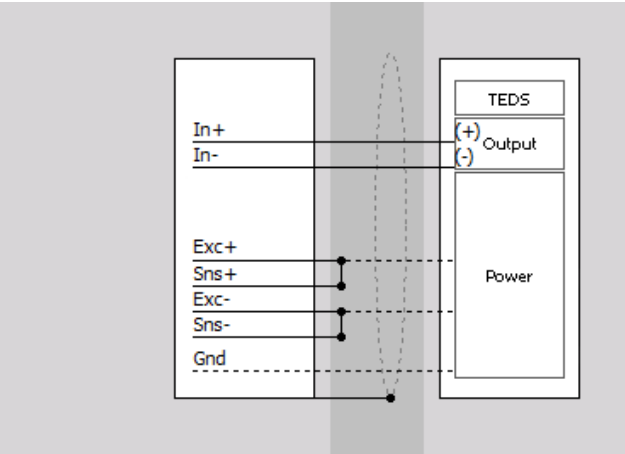 TEDS
In+
(+)
Output
In-
(-)
Exc+
Sns+
Power
Exc-
Sns-
Gnd